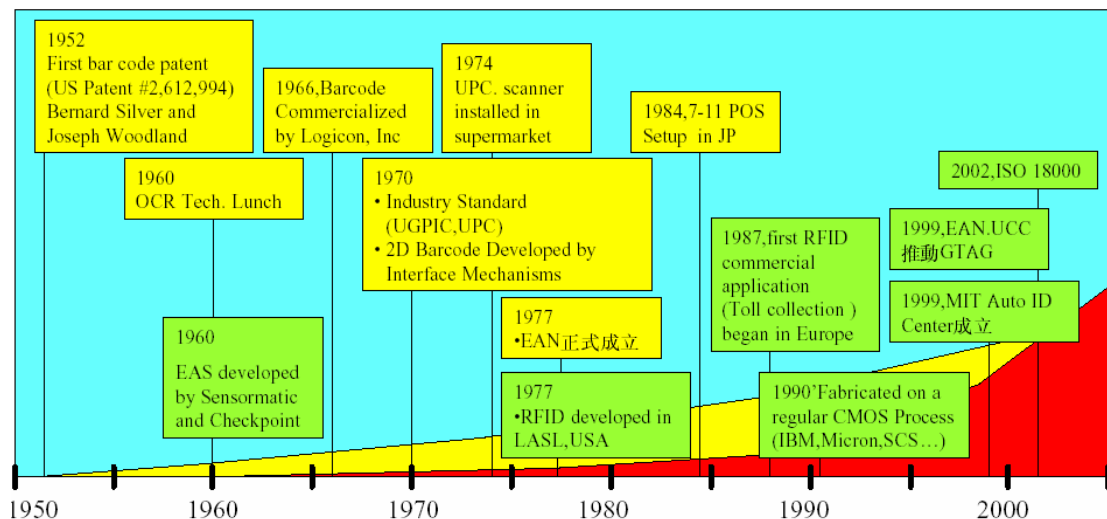 1952
First bar code patent
(US Patent #2,612,994)
Bernard Silver and
Joseph Woodland
1966,Barcode
Commercialized
by Logicon, Inc
1974
UPC. scanner
installed in
supermarket
1984,7-11 POS
Setup in JP
1960
OCR Tech. Lunch
1970
• Industry Standard
(UGPIC,UPC)
• 2D Barcode Developed by
Interface Mechanisms
2002,ISO 18000
1987,first RFID
commercial
application
(Toll collection )
began in Europe
1999,EAN.UCC
推動GTAG
1999,MIT Auto ID
Center成立
1977
•EAN正式成立
1960
EAS developed
by Sensormatic
and Checkpoint
1977
•RFID developed in
LASL,USA
1990'Fabricated on a
regular CMOS Process
(IBM,Micron,SCS…)
1950
1960
1970
1980
1990
2000